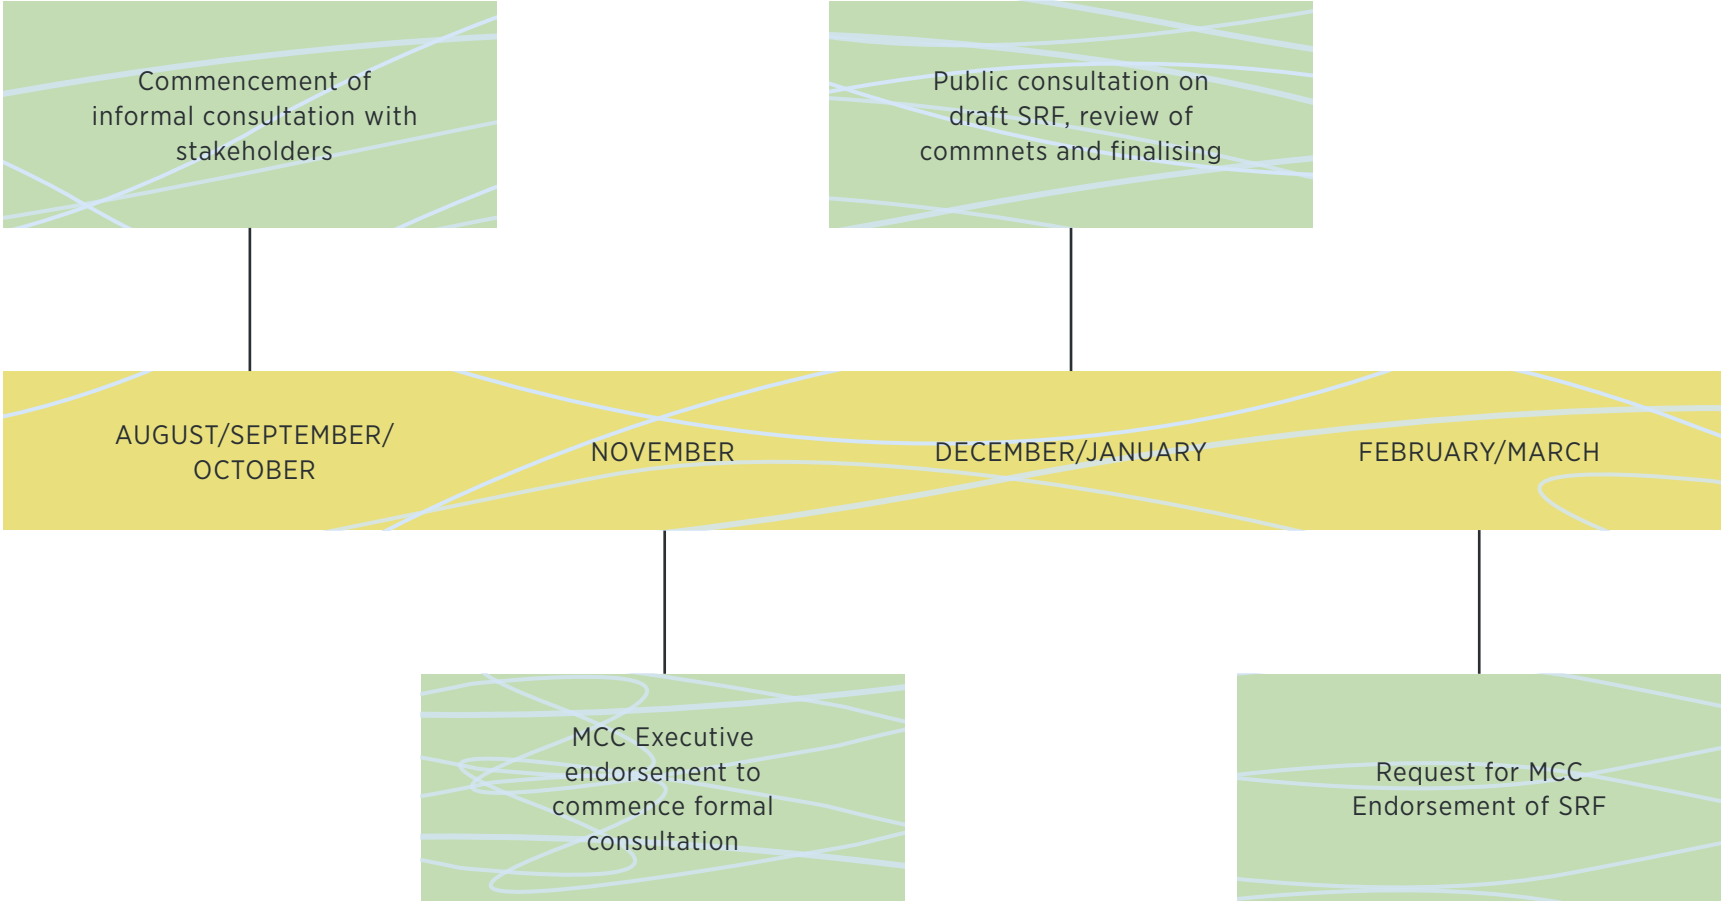 Commencement of
informal consultation with
stakeholders
Public consultation on
draft SRF, review of
commnets and finalising
AUGUST/SEPTEMBER/
OCTOBER
NOVEMBER
DECEMBER/JANUARY
FEBRUARY/MARCH
MCC Executive
endorsement to
commence formal
consultation
Request for MCC
Endorsement of SRF